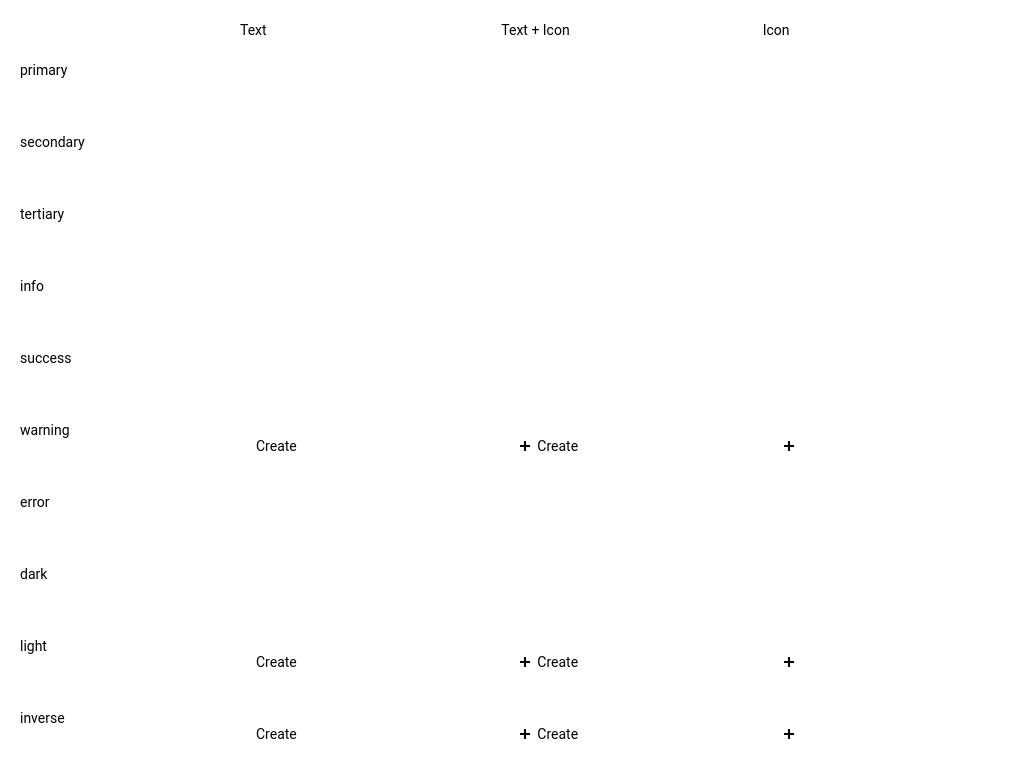 Text Text + Icon Icon
primary
secondary
tertiary
info
success
warning
Create + Create +
error
dark
light
Create + Create +
inverse
Create + Create +